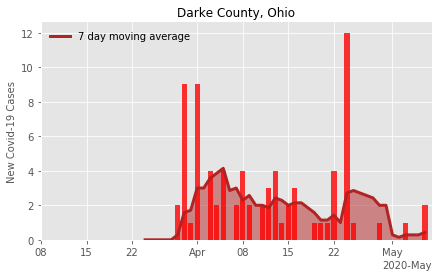 Darke County, Ohio
7 day moving average
New Covid-19 Cases
12
10
8
6
4
2
0
08 15 22 Apr 08 15 22 May
2020-May